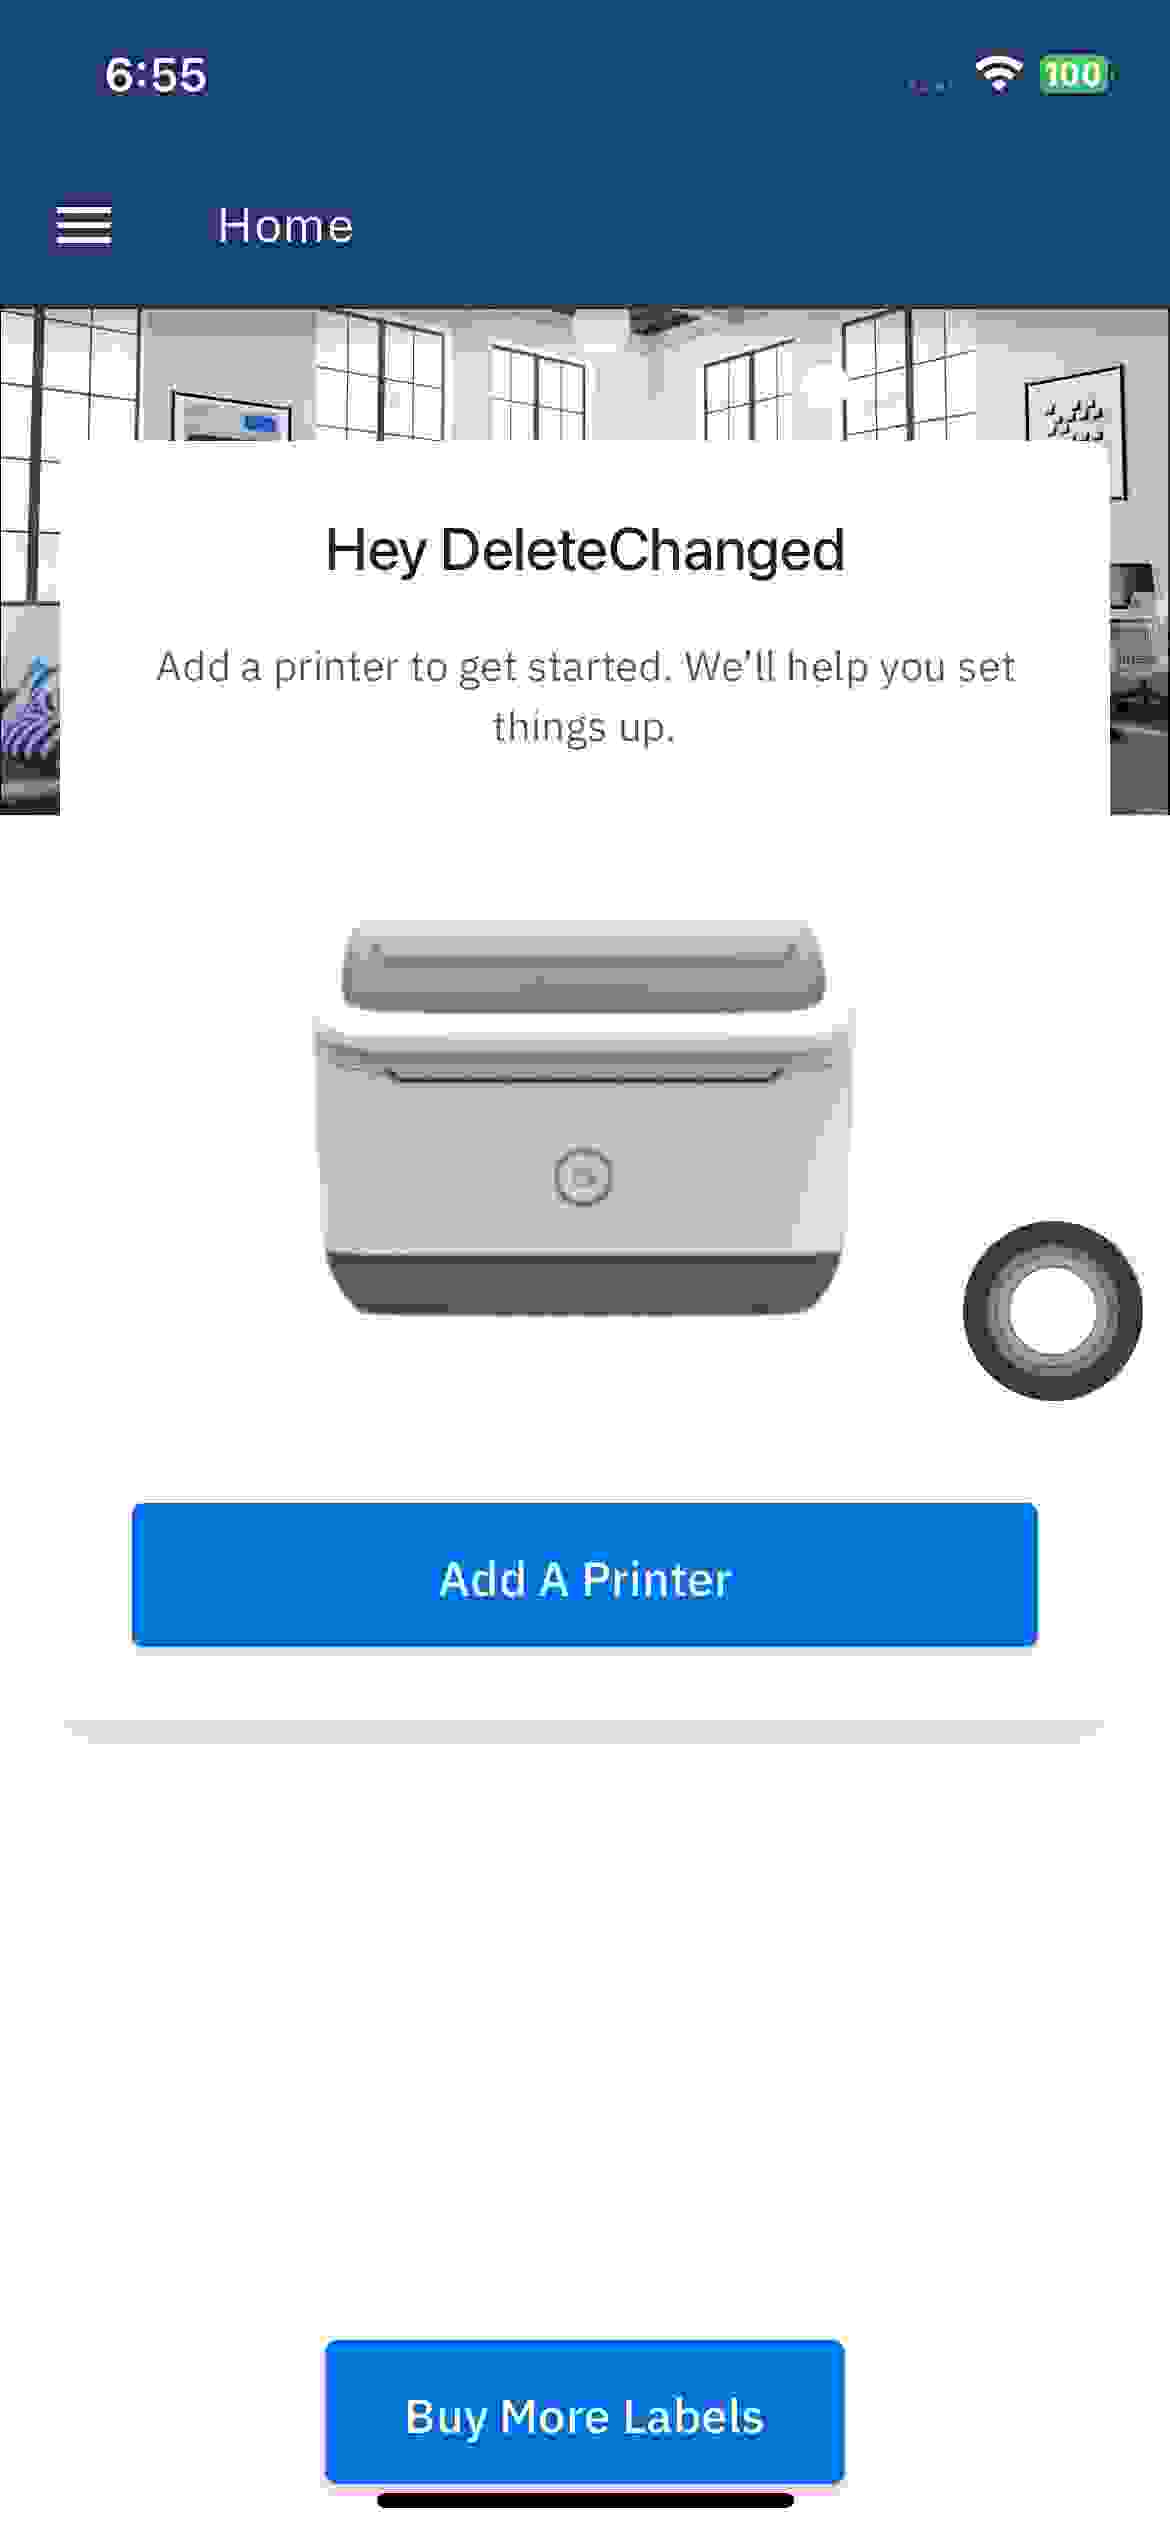 6:55
100
Home
Hey DeleteChanged
Add a printer to get started. We'll help you set
things up.
Add A Printer
Buy More Labels